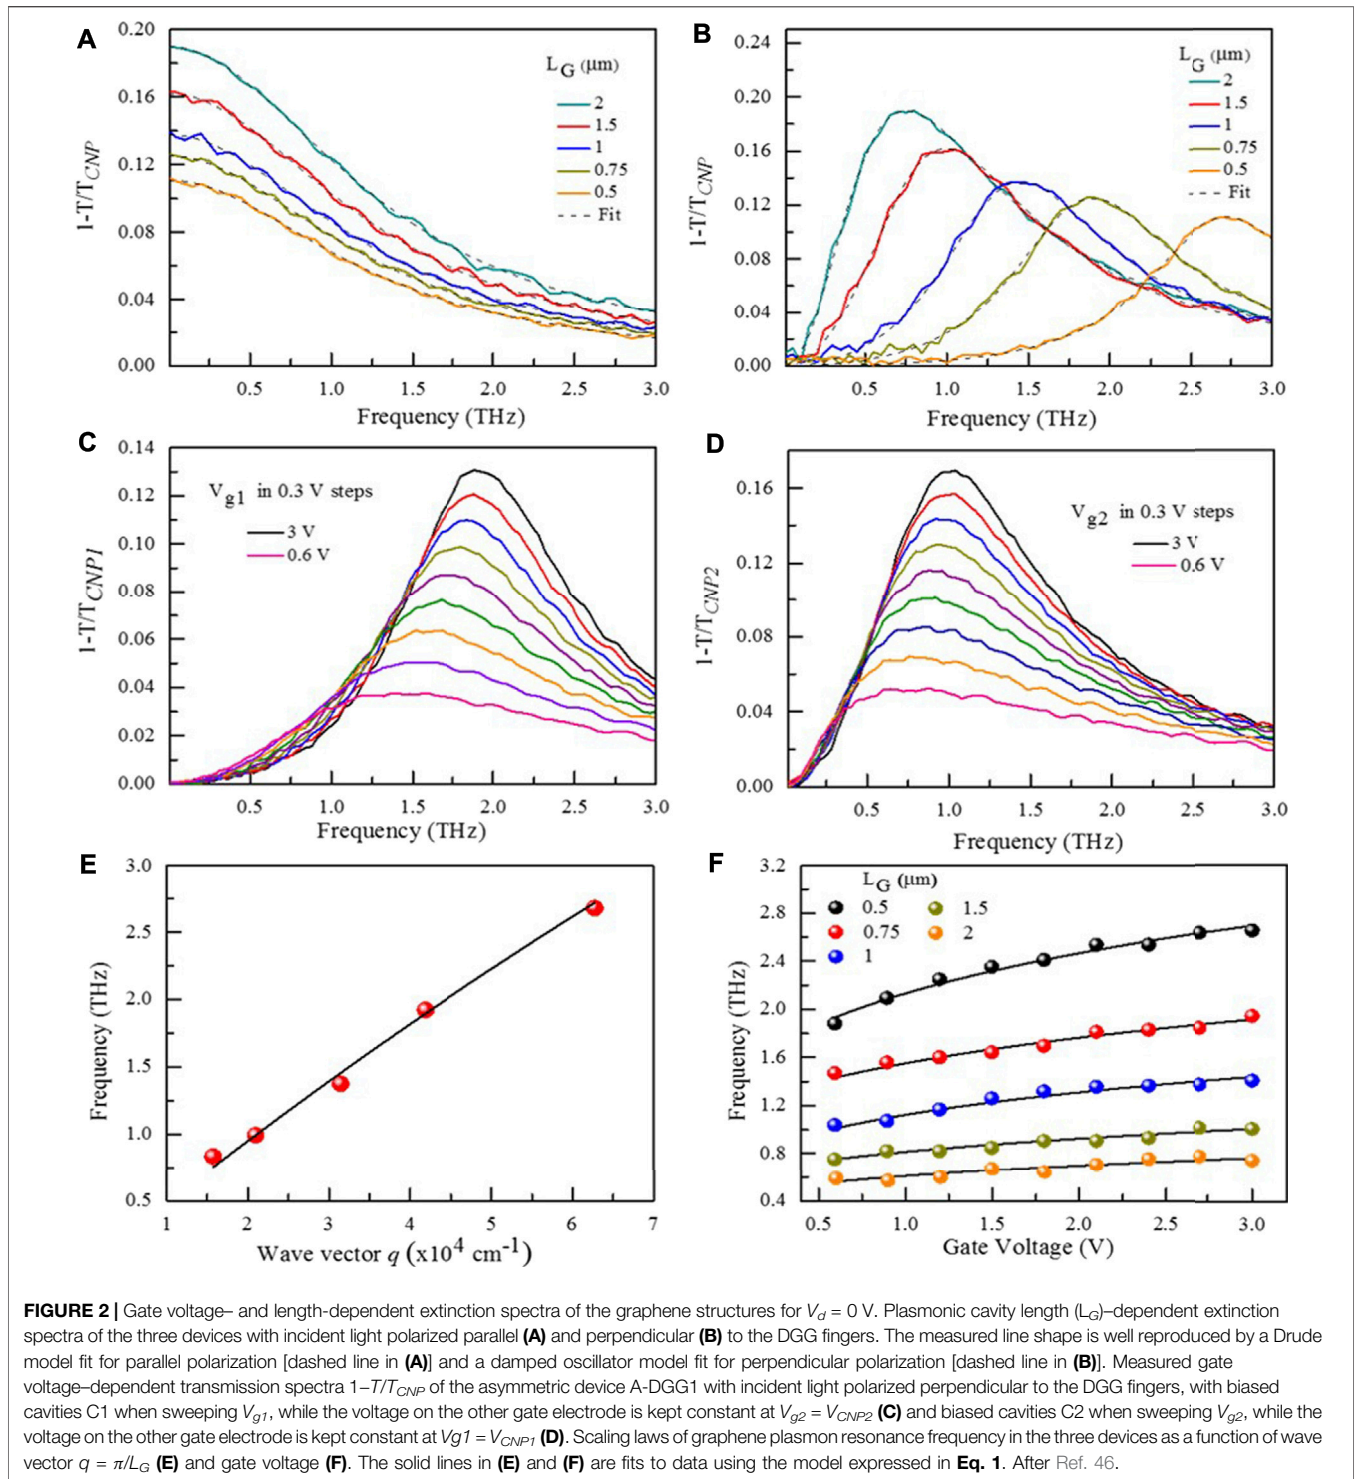 A
0.20
0.16
0.12
0.08
0.04
0.00
1-T/T_CNP
L_G (μm)
2
1.5
1
0.75
0.5
Fit
0.5 1.0 1.5 2.0 2.5 3.0
Frequency (THz)
B
0.24
0.20
0.16
0.12
0.08
0.04
0.00
1-T/T_CNP
L_G (μm)
2
1.5
1
0.75
0.5
Fit
0.5 1.0 1.5 2.0 2.5 3.0
Frequency (THz)
C
0.14
0.12
0.10
0.08
0.06
0.04
0.02
0.00
1-T/T_CNP1
V_g1 in 0.3 V steps
3 V
0.6 V
0.5 1.0 1.5 2.0 2.5 3.0
Frequency (THz)
D
0.16
0.12
0.08
0.04
0.00
1-T/T_CNP2
V_g2 in 0.3 V steps
3 V
0.6 V
0.5 1.0 1.5 2.0 2.5 3.0
Frequency (THz)
E
3.0
2.5
2.0
1.5
1.0
0.5
Frequency (THz)
1 2 3 4 5 6 7
Wave vector q (x10^4 cm^-1)
F
3.2
2.8
2.4
2.0
1.6
1.2
0.8
0.4
Frequency (THz)
L_G (μm)
0.5 1.5
0.75 2
1
0.5 1.0 1.5 2.0 2.5 3.0
Gate Voltage (V)
FIGURE 2 | Gate voltage– and length-dependent extinction spectra of the graphene structures for V_d = 0 V. Plasmonic cavity length (L_G)–dependent extinction
spectra of the three devices with incident light polarized parallel (A) and perpendicular (B) to the DGG fingers. The measured line shape is well reproduced by a Drude
model fit for parallel polarization [dashed line in (A)] and a damped oscillator model fit for perpendicular polarization [dashed line in (B)]. Measured gate
voltage–dependent transmission spectra 1–T/T_CNP of the asymmetric device A-DGG1 with incident light polarized perpendicular to the DGG fingers, with biased
cavities C1 when sweeping V_g1, while the voltage on the other gate electrode is kept constant at V_g2 = V_CNP2 (C) and biased cavities C2 when sweeping V_g2, while the
voltage on the other gate electrode is kept constant at Vg1 = V_CNP1 (D). Scaling laws of graphene plasmon resonance frequency in the three devices as a function of wave
vector q = π/L_G (E) and gate voltage (F). The solid lines in (E) and (F) are fits to data using the model expressed in Eq. 1. After Ref. 46.